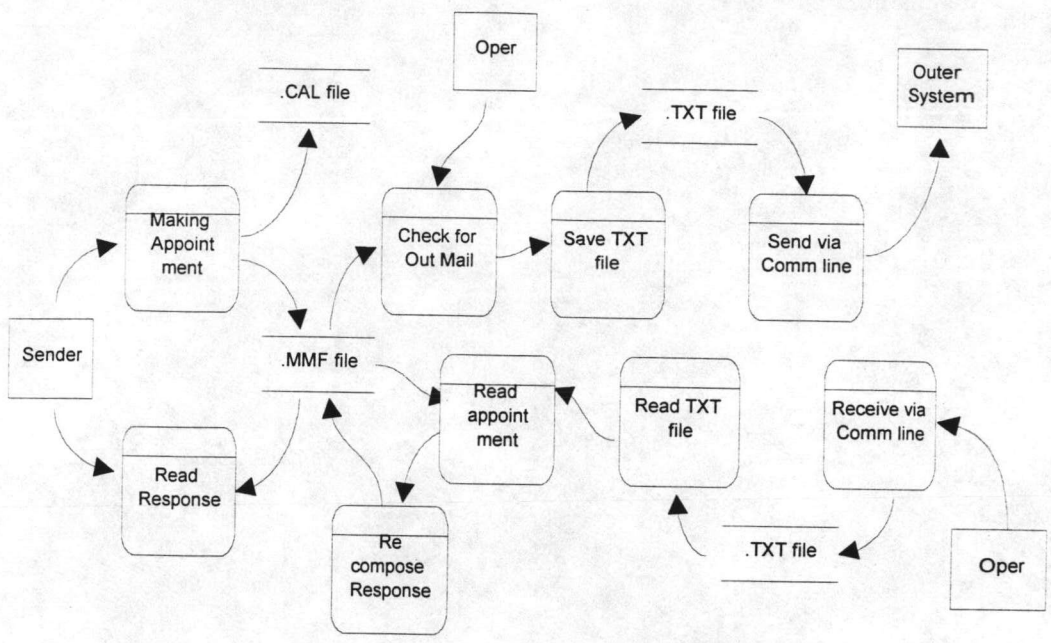 Oper
.CAL file
.TXT file
Outer
System
Making
Appoint
ment
Check for
Out Mail
Save TXT
file
Send via
Comm line
Sender
.MMF file
Read
appoint
ment
Read TXT
file
Receive via
Comm line
Read
Response
Re
compose
Response
.TXT file
Oper